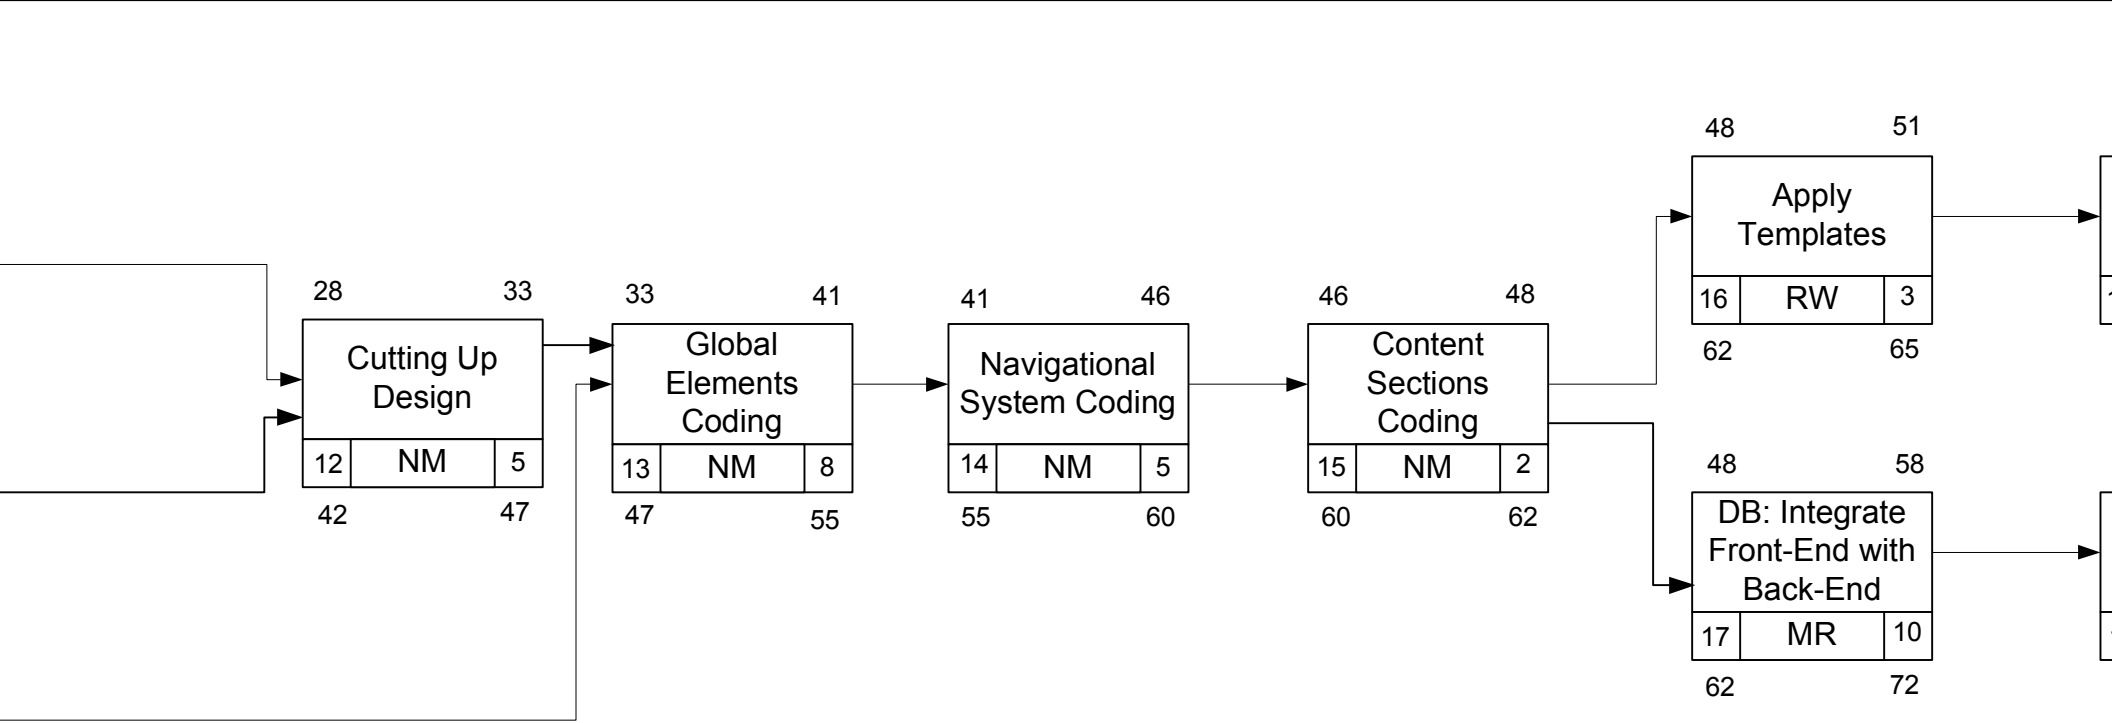 28 33
Cutting Up
Design
12 NM 5
42 47
33 41
Global
Elements
Coding
13 NM 8
47 55
41 46
Navigational
System Coding
14 NM 5
55 60
46 48
Content
Sections
Coding
15 NM 2
60 62
48 51
Apply
Templates
16 RW 3
62 65
48 58
DB: Integrate
Front-End with
Back-End
17 MR 10
62 72